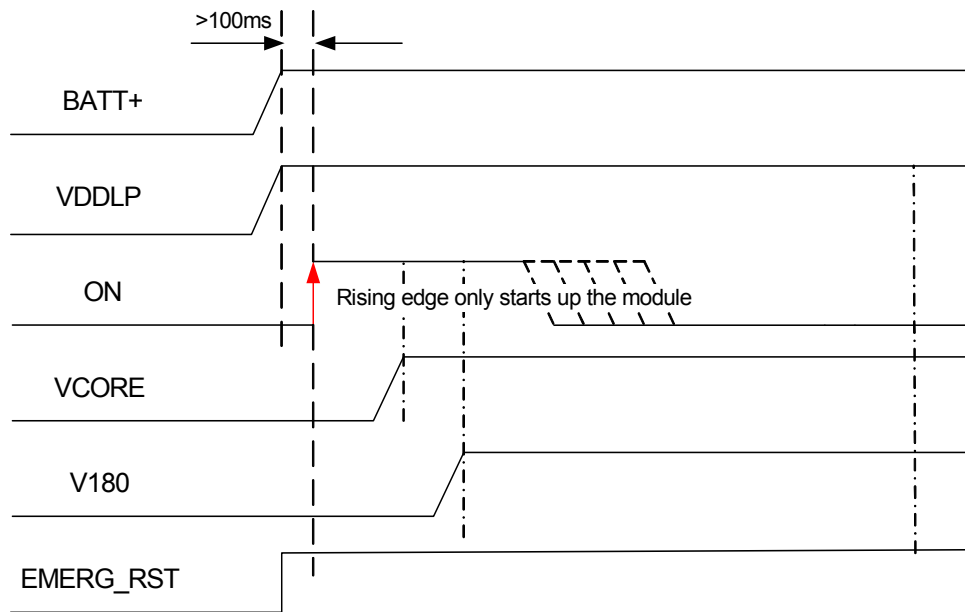 >100ms
BATT+
VDDLP
ON
Rising edge only starts up the module
VCORE
V180
EMERG_RST